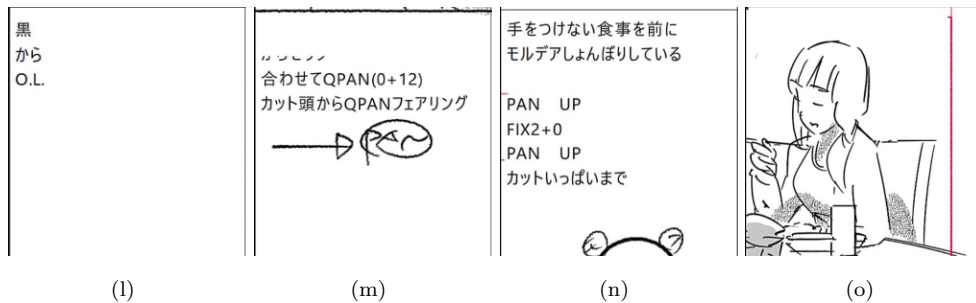 黒
から
O.L.
合わせてQPAN(0+12)
カット頭からQPANフェアリング
PAN
手をつけない食事を前に
モルデアしょんぼりしている
PAN UP
FIX2+0
PAN UP
カットいっぱいまで
(l)
(m)
(n)
(o)